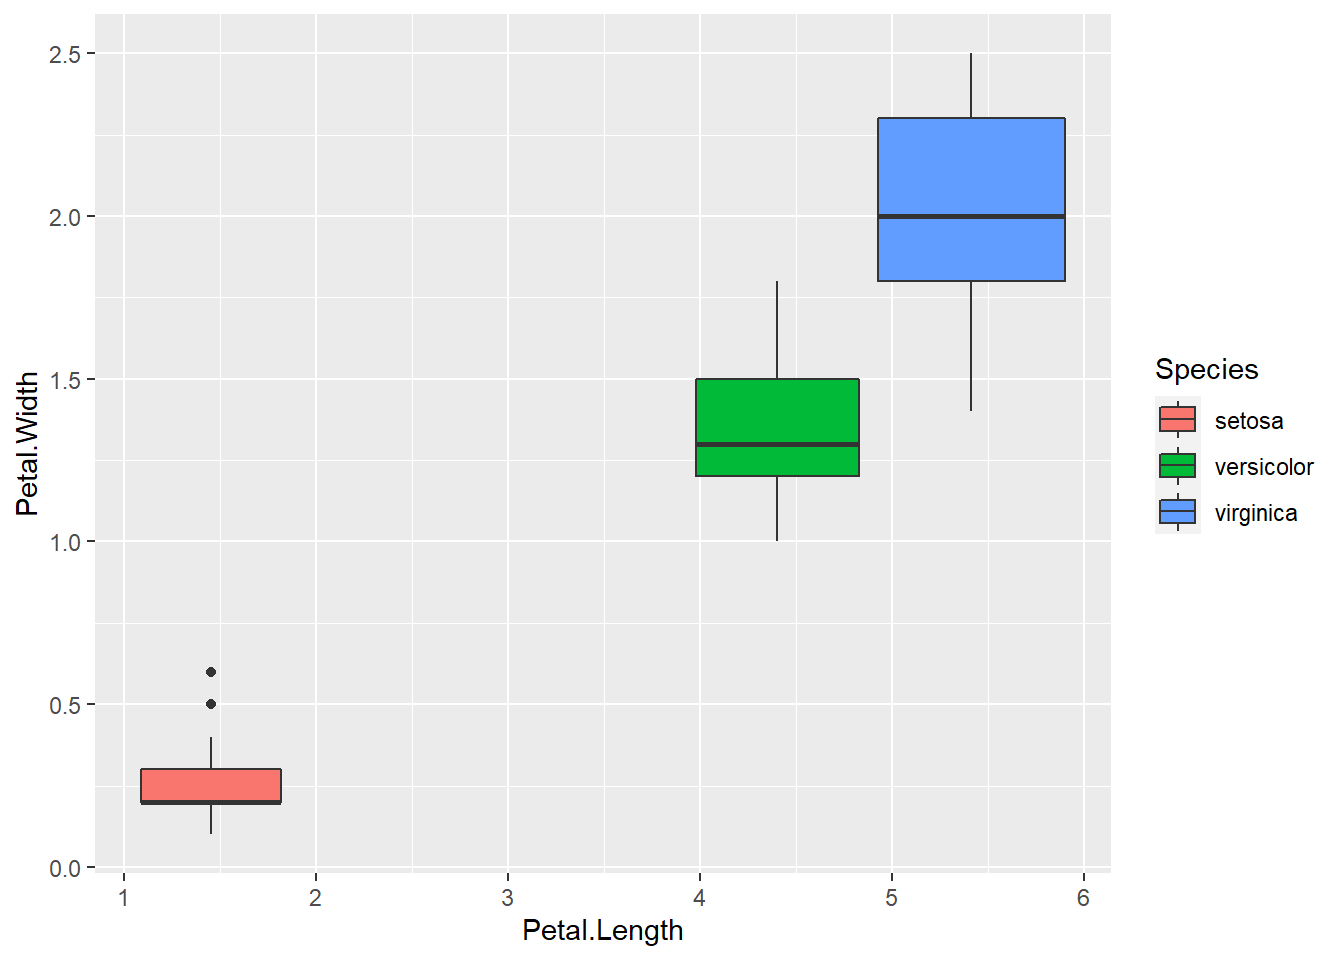 2.5
2.0
1.5
1.0
0.5
0.0
1 2 3 4 5 6
Petal.Length
Petal.Width
Species
setosa
versicolor
virginica